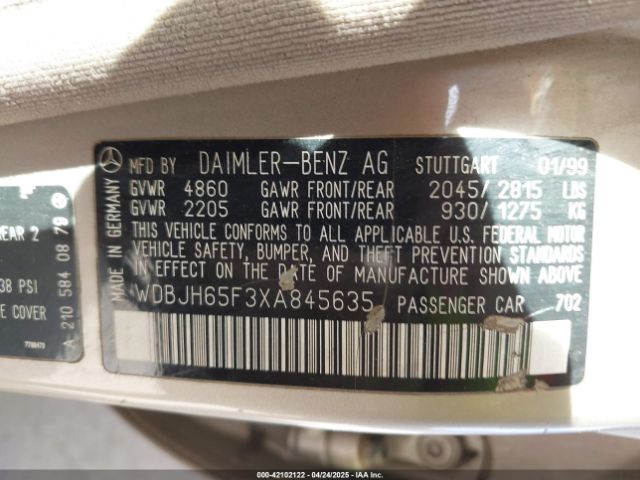 MFD BY DAIMLER-BENZ AG STUTTGART 01/99
GVWR 4860 GAWR FRONT/REAR 2045/2815 LBS
GVWR 2205 GAWR FRONT/REAR 930/1275 KG
THIS VEHICLE CONFORMS TO ALL APPLICABLE U.S. FEDERAL MOTOR
VEHICLE SAFETY, BUMPER, AND THEFT PREVENTION STANDARDS
IN EFFECT ON THE DATE OF MANUFACTURE SHOWN ABOVE.
WDBJH65F3XA845635 PASSENGER CAR 702
MADE IN GERMANY
A 210 584 08 79
REAR 2
38 PSI
E COVER
000-42102122 - 04/24/2025 - IAA Inc.